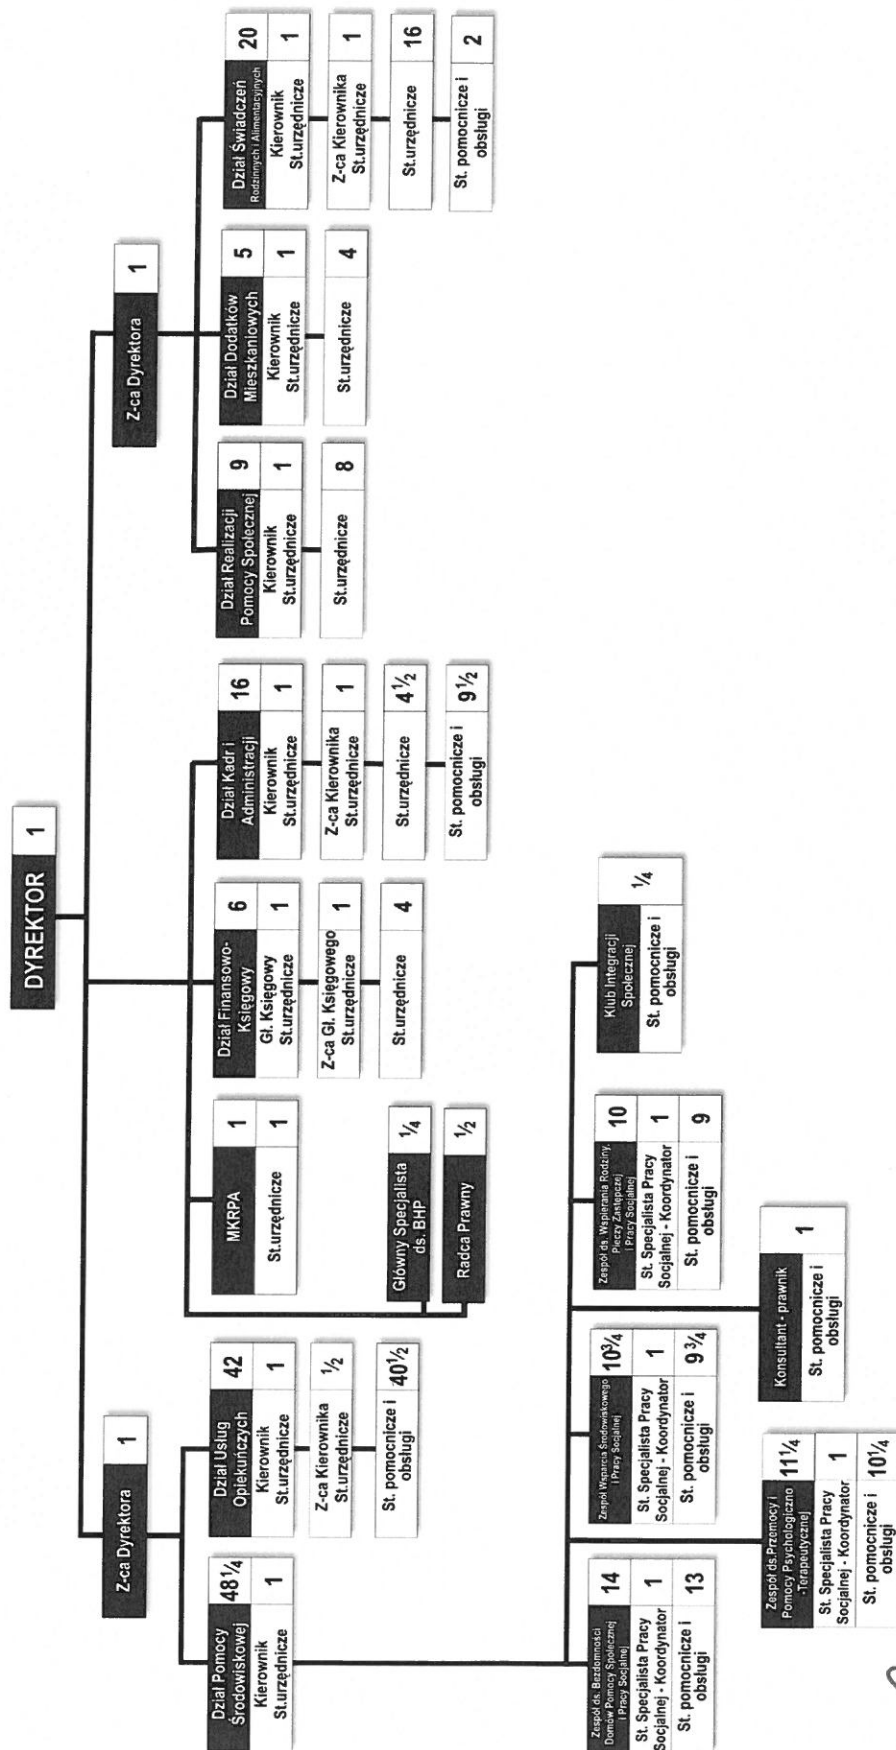 DYREKTOR
1
Z-ca Dyrektora
1
Dział Pomocy
Środowiskowej
48¼
Kierownik
St.urzędnicze
1
Dział Usług
Opiekuńczych
42
Kierownik
St.urzędnicze
1
Z-ca Kierownika
St.urzędnicze
½
St. pomocnicze i
obsługi
40½
MKRPA
1
St.urzędnicze
1
Główny Specjalista
ds. BHP
¼
Radca Prawny
½
Dział Finansowo-
Księgowy
6
Gł. Księgowy
St.urzędnicze
1
Z-ca Gł. Księgowego
St.urzędnicze
1
St.urzędnicze
4
Dział Kadr i
Administracji
16
Kierownik
St.urzędnicze
1
Z-ca Kierownika
St.urzędnicze
1
St.urzędnicze
4½
St. pomocnicze i
obsługi
9½
Z-ca Dyrektora
1
Dział Realizacji
Pomocy Społecznej
9
Kierownik
St.urzędnicze
1
St.urzędnicze
8
Dział Dodatków
Mieszkaniowych
5
Kierownik
St.urzędnicze
1
St.urzędnicze
4
Dział Świadczeń
Rodzinnych i Alimentacyjnych
20
Kierownik
St.urzędnicze
1
Z-ca Kierownika
St.urzędnicze
1
St.urzędnicze
16
St. pomocnicze i
obsługi
2
Zespół ds. Bezdomności
Domów Pomocy Społecznej
i Pracy Socjalnej
14
St. Specjalista Pracy
Socjalnej - Koordynator
1
St. pomocnicze i
obsługi
13
Zespół Wsparcia Środowiskowego
i Pracy Socjalnej
10¾
St. Specjalista Pracy
Socjalnej - Koordynator
1
St. pomocnicze i
obsługi
9¾
Zespół ds. Wspierania Rodziny,
Pieczy Zastępczej
i Pracy Socjalnej
10
St. Specjalista Pracy
Socjalnej - Koordynator
1
St. pomocnicze i
obsługi
9
Klub Integracji
Społecznej
St. pomocnicze i
obsługi
¼
Zespół ds.Przemocy i
Pomocy Psychologiczno
-Terapeutycznej
11¼
St. Specjalista Pracy
Socjalnej - Koordynator
1
St. pomocnicze i
obsługi
10¼
Konsultant - prawnik
St. pomocnicze i
obsługi
1